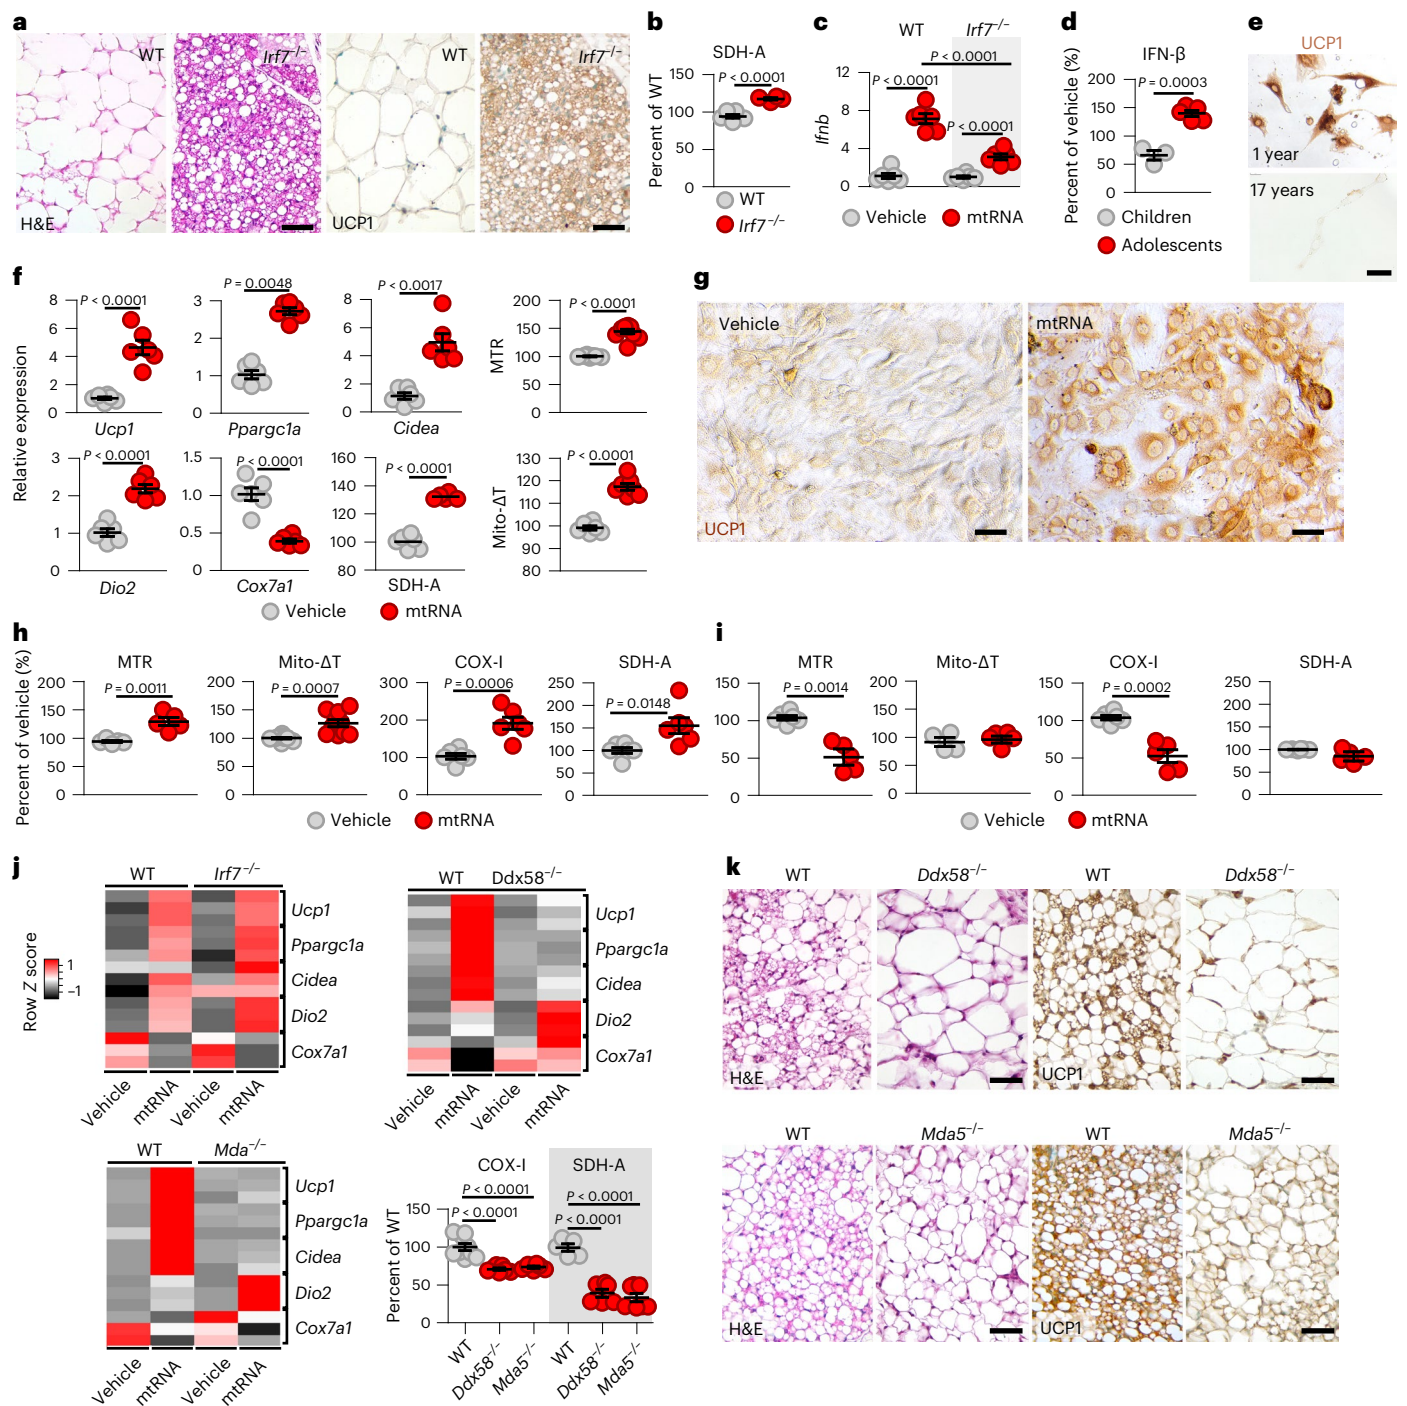 a
WT
Irf7−/−
WT
Irf7−/−
H&E
UCP1
b
SDH-A
P < 0.0001
Percent of WT
150
100
50
0
WT
Irf7−/−
c
WT
Irf7−/−
P < 0.0001
P < 0.0001
P < 0.0001
Ifnb
12
8
4
0
Vehicle
mtRNA
d
IFN-β
P = 0.0003
Percent of vehicle (%)
200
150
100
50
0
Children
Adolescents
e
UCP1
1 year
17 years
f
Relative expression
P < 0.0001
8
6
4
2
0
Ucp1
P = 0.0048
3
2
1
0
Ppargc1a
P < 0.0017
8
6
4
2
0
Cidea
P < 0.0001
MTR
200
150
100
50
0
P < 0.0001
3
2
1
0
Dio2
P < 0.0001
1.5
1.0
0.5
0
Cox7a1
P < 0.0001
160
140
120
100
80
SDH-A
P < 0.0001
Mito-ΔT
130
120
110
100
90
80
Vehicle
mtRNA
g
Vehicle
mtRNA
UCP1
h
Percent of vehicle (%)
MTR
P = 0.0011
200
150
100
50
0
Mito-ΔT
P = 0.0007
200
150
100
50
0
COX-I
P = 0.0006
300
200
100
0
SDH-A
P = 0.0148
250
200
150
100
50
0
Vehicle
mtRNA
i
MTR
P = 0.0014
150
100
50
0
Mito-ΔT
200
150
100
50
0
COX-I
P = 0.0002
150
100
50
0
SDH-A
250
200
150
100
50
0
Vehicle
mtRNA
j
Row Z score
1
−1
WT
Irf7−/−
Ucp1
Ppargc1a
Cidea
Dio2
Cox7a1
Vehicle
mtRNA
Vehicle
mtRNA
WT
Ddx58−/−
Ucp1
Ppargc1a
Cidea
Dio2
Cox7a1
Vehicle
mtRNA
Vehicle
mtRNA
WT
Mda−/−
Ucp1
Ppargc1a
Cidea
Dio2
Cox7a1
Vehicle
mtRNA
Vehicle
mtRNA
COX-I
SDH-A
P < 0.0001
P < 0.0001
P < 0.0001
P < 0.0001
Percent of WT
150
100
50
0
WT
Ddx58−/−
Mda5−/−
WT
Ddx58−/−
Mda5−/−
k
WT
Ddx58−/−
WT
Ddx58−/−
H&E
UCP1
WT
Mda5−/−
WT
Mda5−/−
H&E
UCP1